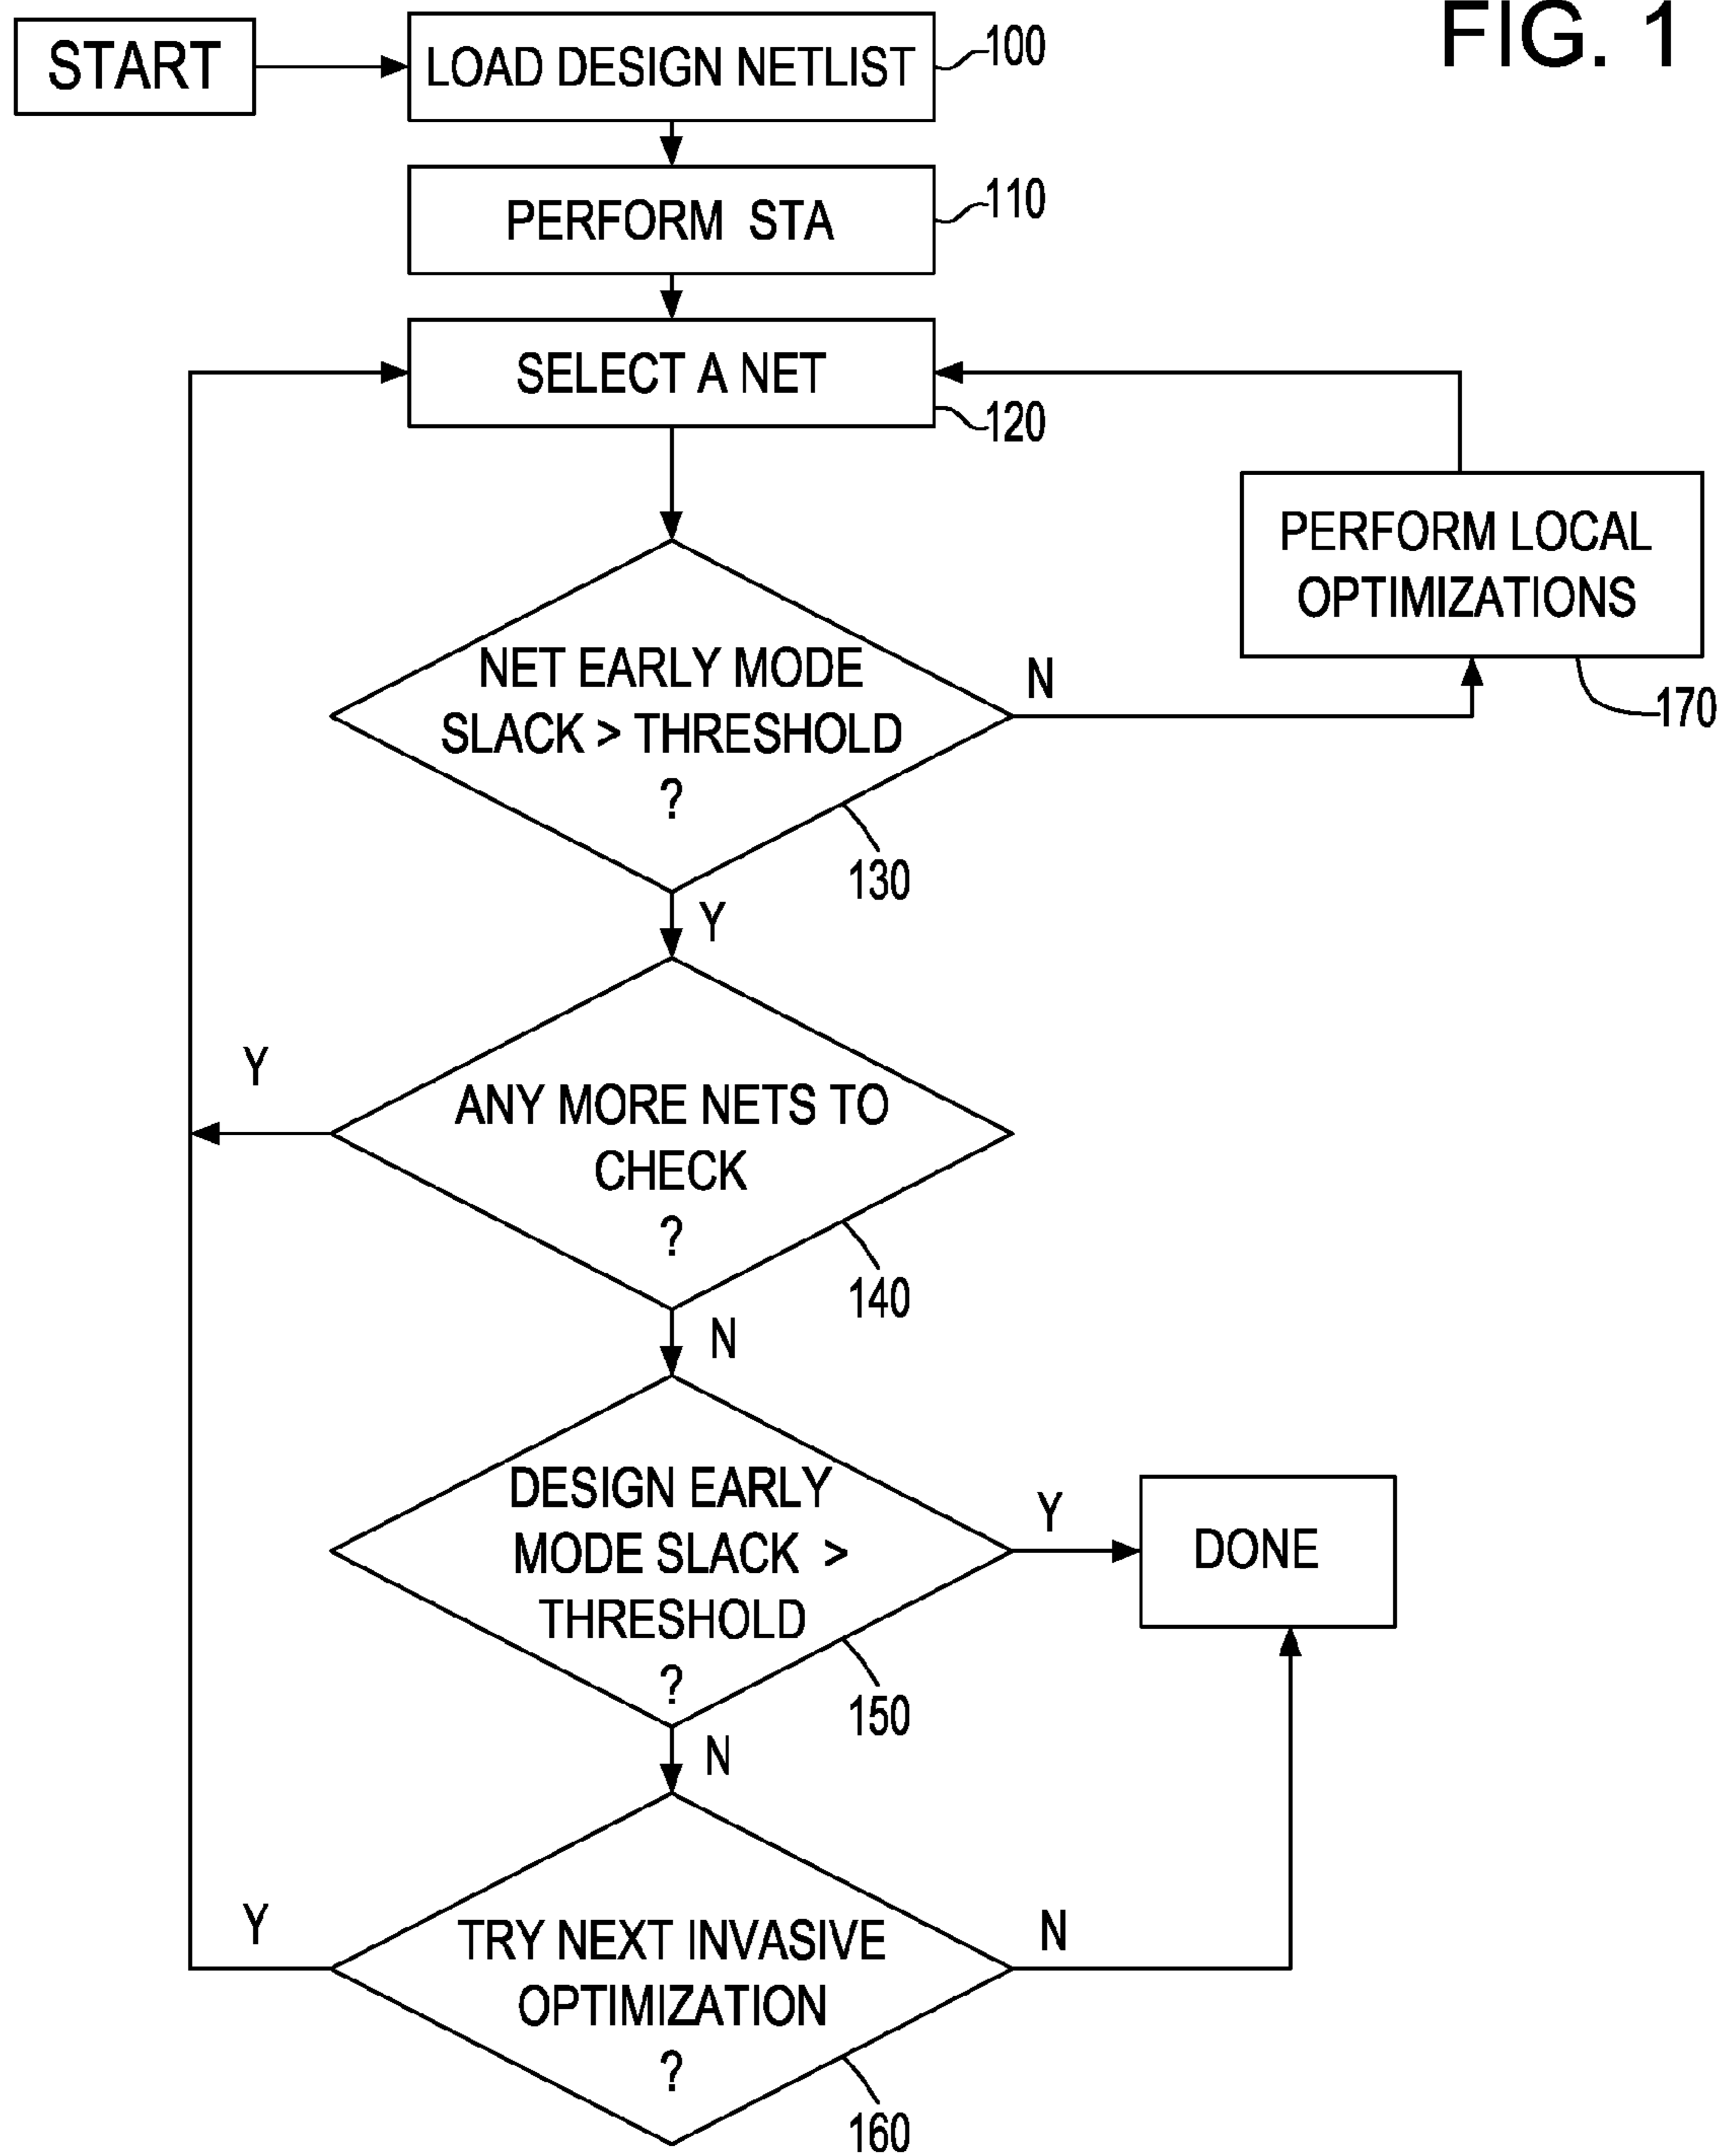 FIG. 1
START
LOAD DESIGN NETLIST
100
PERFORM STA
110
SELECT A NET
120
PERFORM LOCAL
OPTIMIZATIONS
170
NET EARLY MODE
SLACK > THRESHOLD
?
N
130
Y
ANY MORE NETS TO
CHECK
?
Y
140
N
DESIGN EARLY
MODE SLACK >
THRESHOLD
?
Y
DONE
150
N
TRY NEXT INVASIVE
OPTIMIZATION
?
Y
N
160